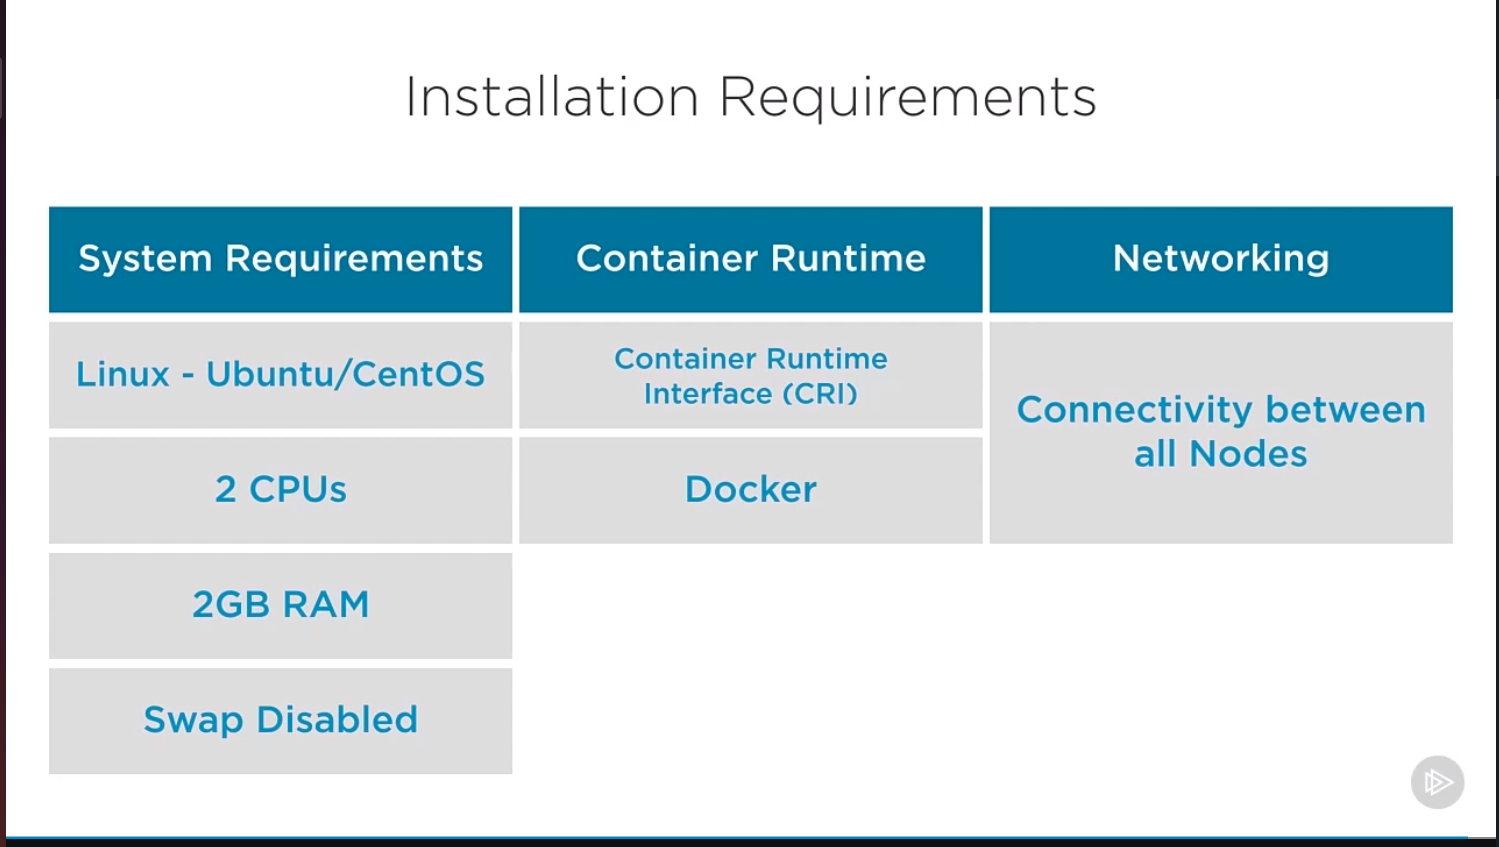 Installation Requirements
System Requirements
Container Runtime
Networking
Linux - Ubuntu/CentOS
Container Runtime
Interface (CRI)
Connectivity between
all Nodes
2 CPUs
Docker
2GB RAM
Swap Disabled